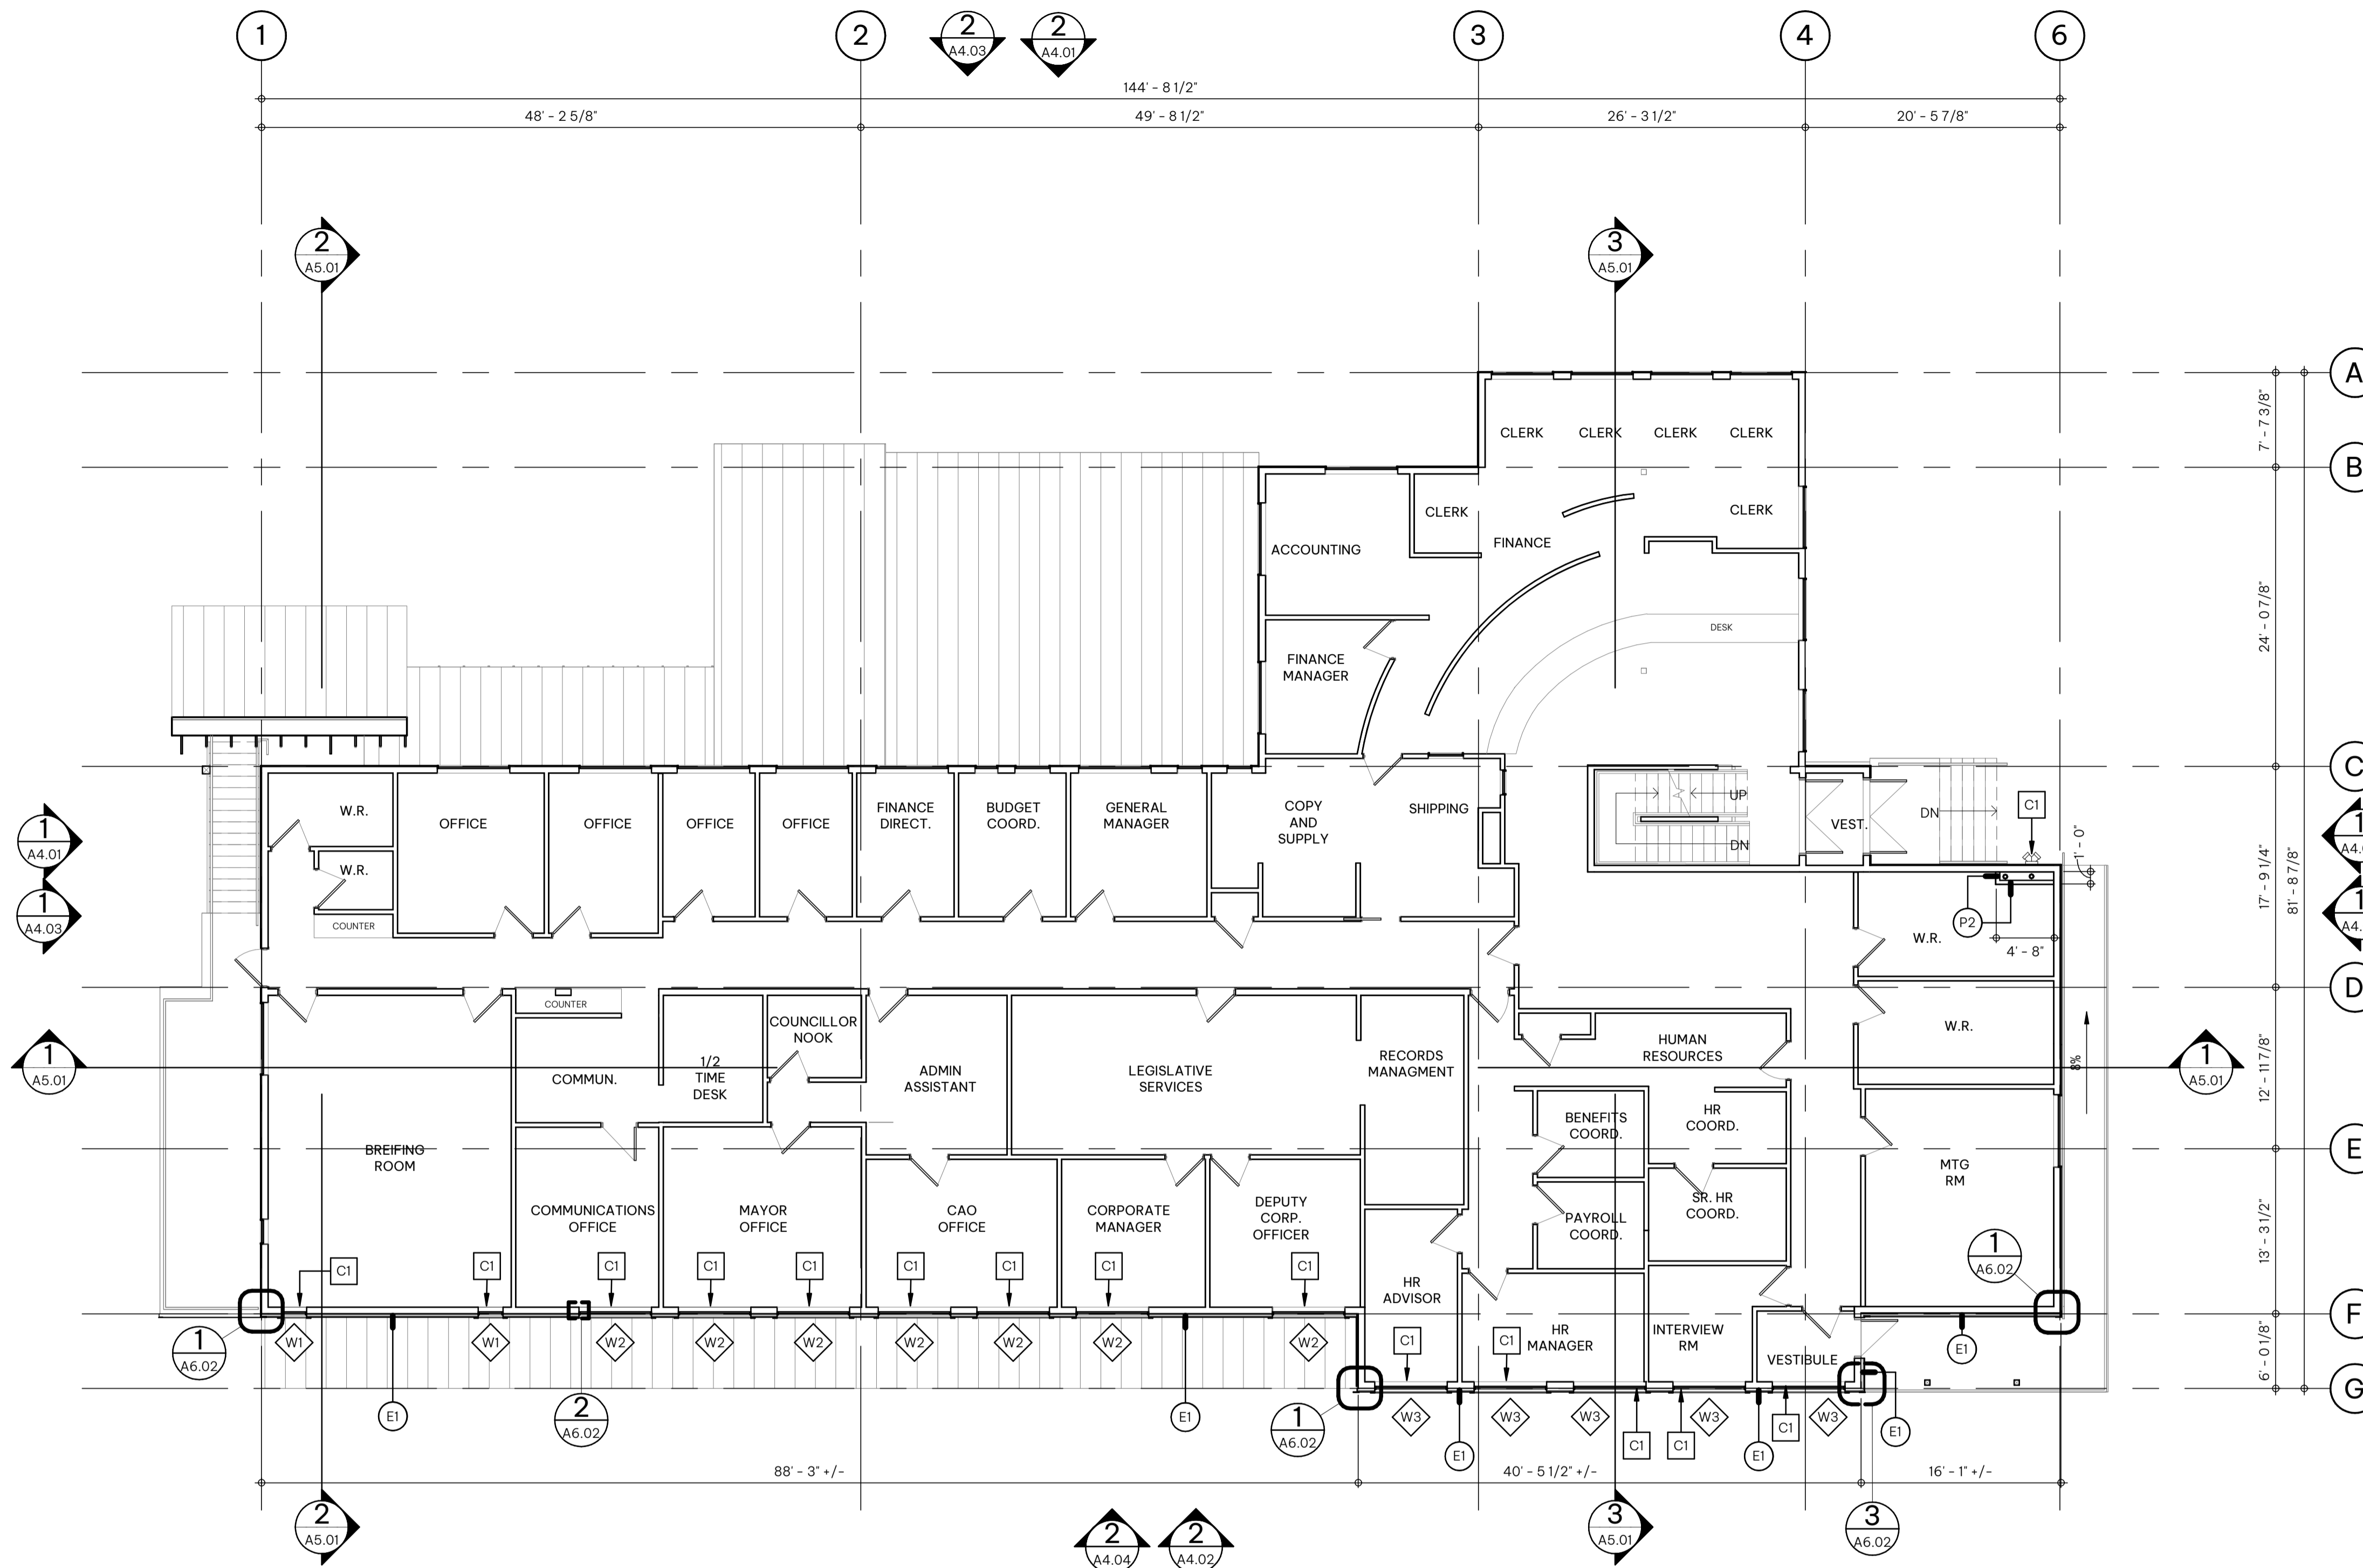 1
2
2
A4.03
2
A4.01
3
4
6
144' - 8 1/2"
48' - 2 5/8"
49' - 8 1/2"
26' - 3 1/2"
20' - 5 7/8"
2
A5.01
3
A5.01
A
7' - 7 3/8"
B
CLERK
CLERK
CLERK
CLERK
CLERK
CLERK
FINANCE
ACCOUNTING
24' - 0 7/8"
DESK
FINANCE
MANAGER
C
1
A4.01
1
A4.03
W.R.
W.R.
COUNTER
OFFICE
OFFICE
OFFICE
OFFICE
FINANCE
DIRECT.
BUDGET
COORD.
GENERAL
MANAGER
COPY
AND
SUPPLY
SHIPPING
UP
DN
VEST.
DN
C1
1' - 0"
17' - 9 1/4"
81' - 8 7/8"
1
1
P2
W.R.
4' - 8"
D
COUNTER
COUNCILLOR
NOOK
1/2
TIME
DESK
COMMUN.
ADMIN
ASSISTANT
LEGISLATIVE
SERVICES
RECORDS
MANAGMENT
HUMAN
RESOURCES
W.R.
8%
12' - 11 7/8"
1
A5.01
1
A5.01
BREIFING
ROOM
BENEFITS
COORD.
HR
COORD.
E
MTG
RM
COMMUNICATIONS
OFFICE
MAYOR
OFFICE
CAO
OFFICE
CORPORATE
MANAGER
DEPUTY
CORP.
OFFICER
PAYROLL
COORD.
SR. HR
COORD.
13' - 3 1/2"
1
A6.02
C1
C1
C1
C1
C1
C1
C1
C1
C1
HR
ADVISOR
F
1
A6.02
W1
W1
W2
W2
W2
W2
W2
W2
W2
C1
C1
HR
MANAGER
INTERVIEW
RM
VESTIBULE
E1
6' - 0 1/8"
G
E1
2
A6.02
E1
1
A6.02
W3
W3
W3
W3
W3
C1
C1
C1
E1
E1
E1
88' - 3" +/-
40' - 5 1/2" +/-
16' - 1" +/-
2
A5.01
2
A4.04
2
A4.02
3
A5.01
3
A6.02